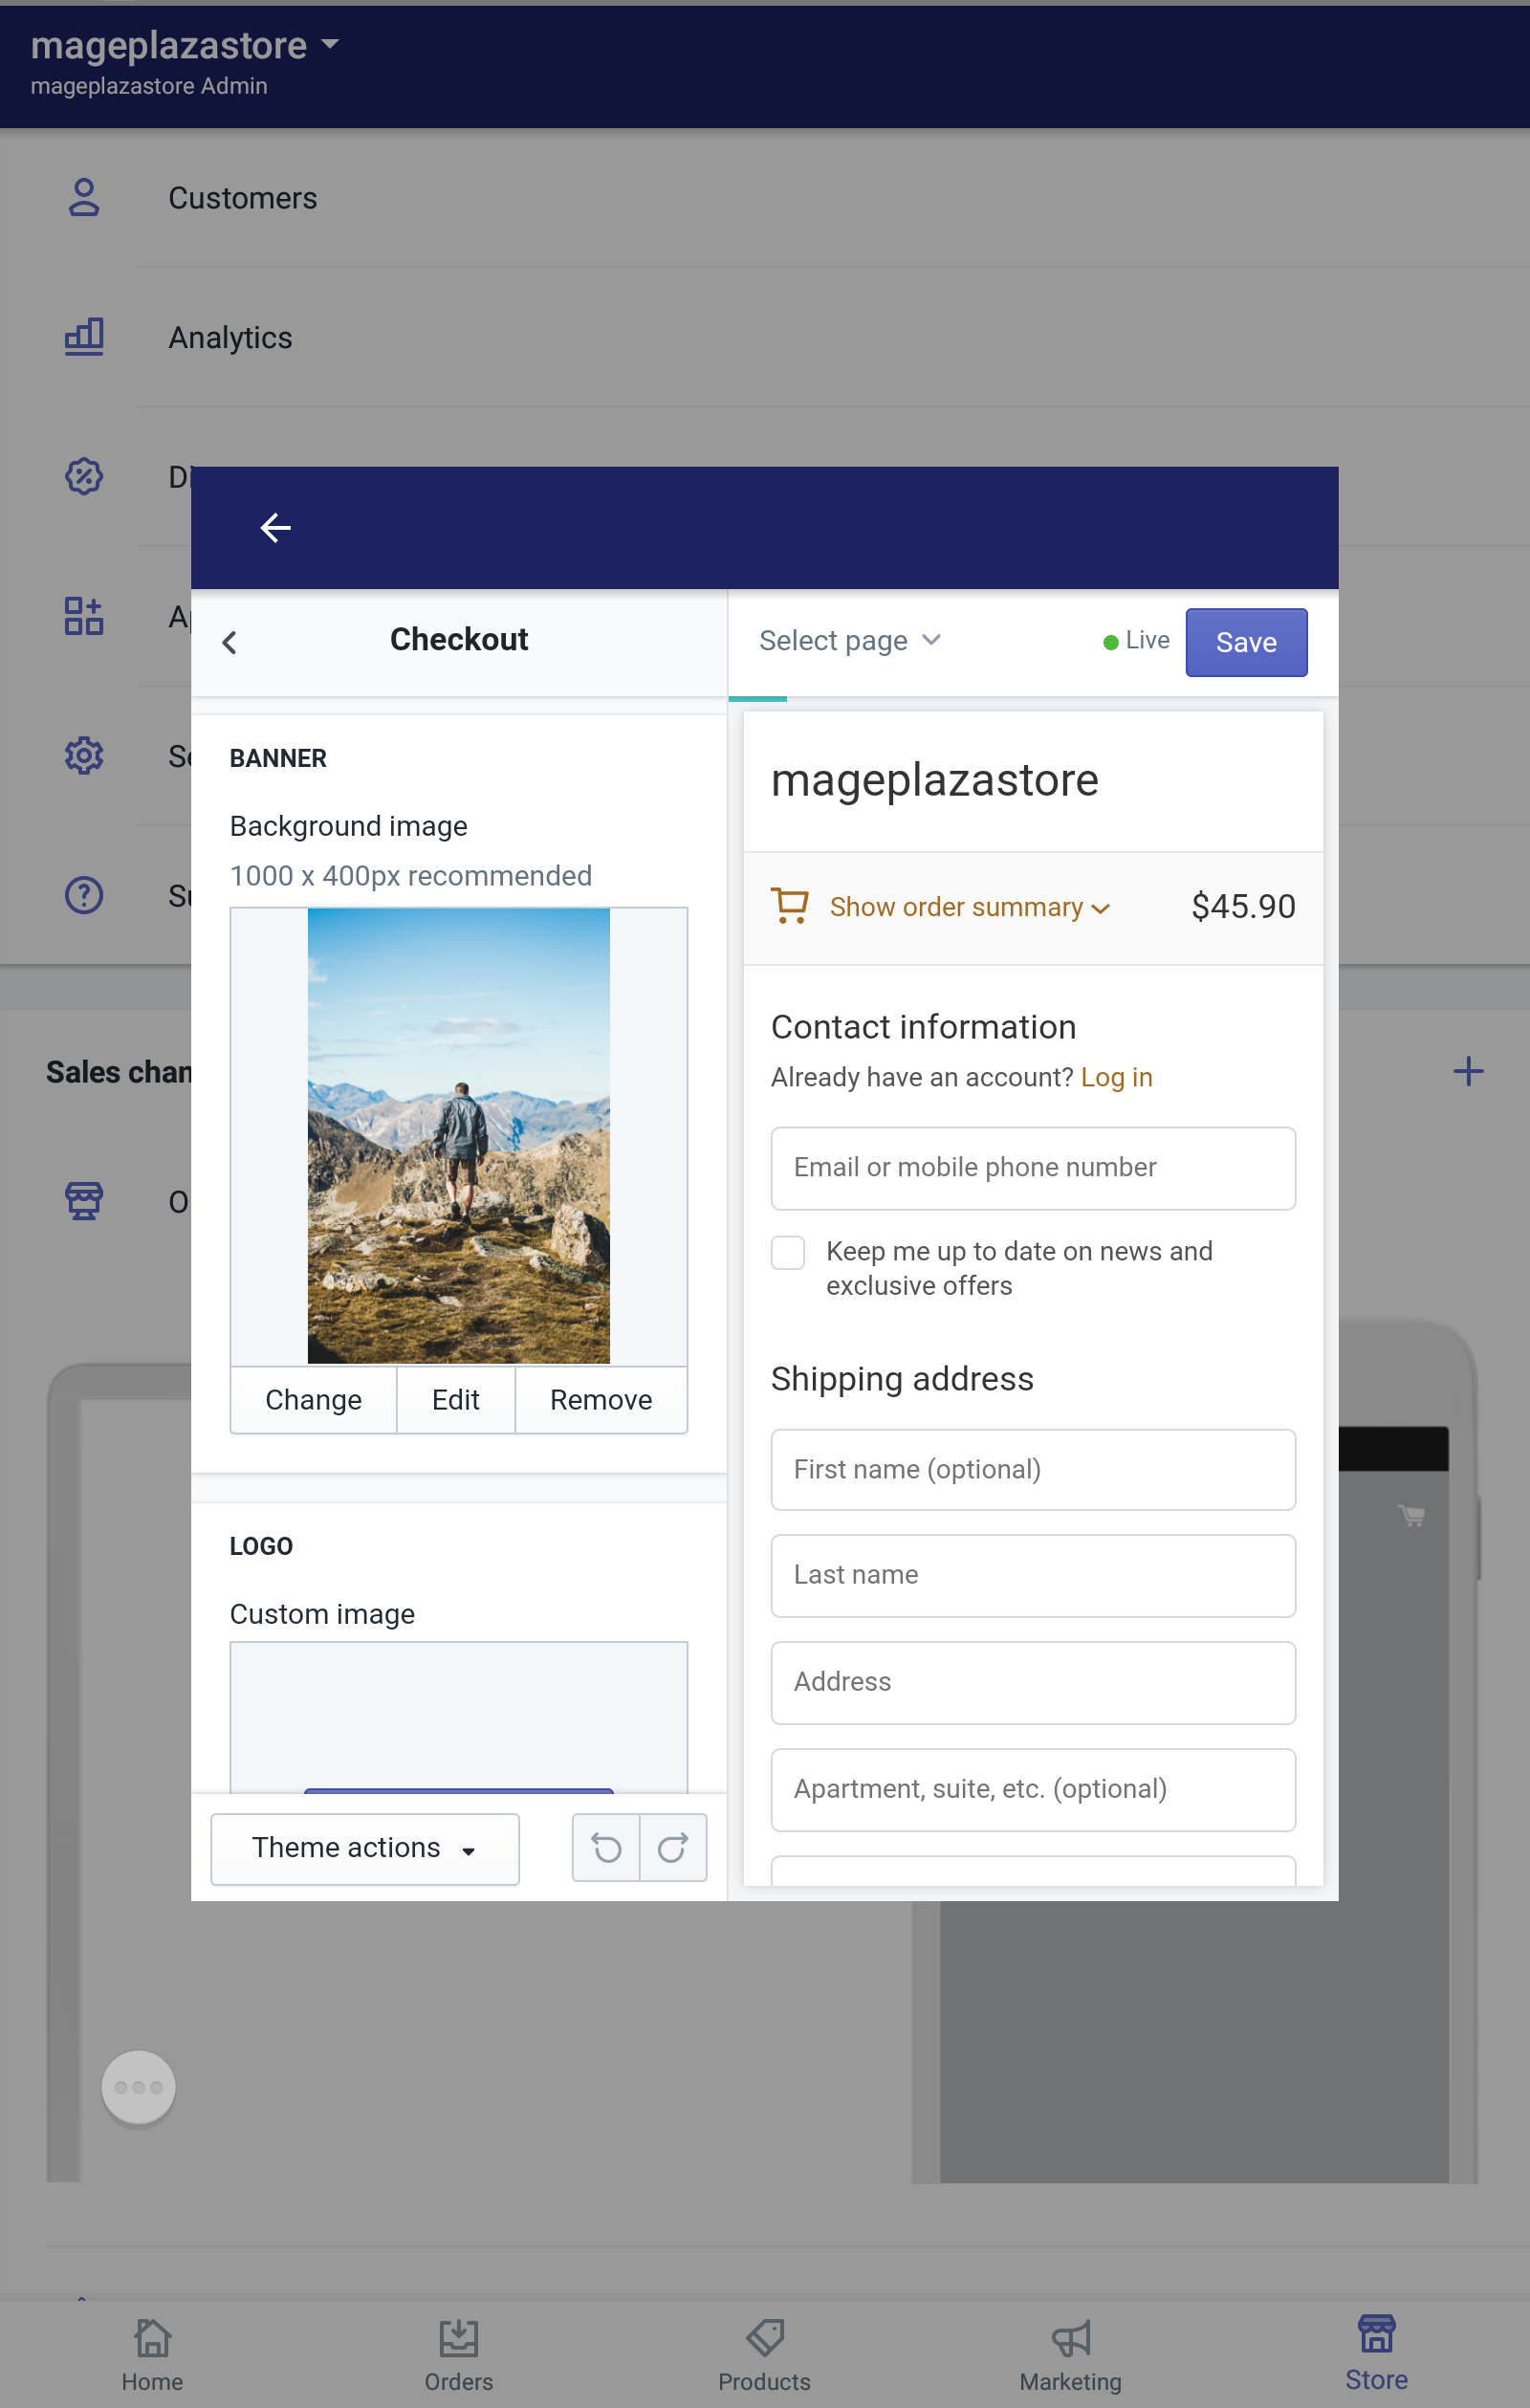 mageplazastore
mageplazastore Admin
Customers
Analytics
Checkout
Select page
Live
Save
BANNER
Background image
1000 x 400px recommended
Change
Edit
Remove
LOGO
Custom image
Theme actions
mageplazastore
Show order summary
$45.90
Contact information
Already have an account? Log in
Email or mobile phone number
Keep me up to date on news and
exclusive offers
Shipping address
First name (optional)
Last name
Address
Apartment, suite, etc. (optional)
Sales
Home
Orders
Products
Marketing
Store